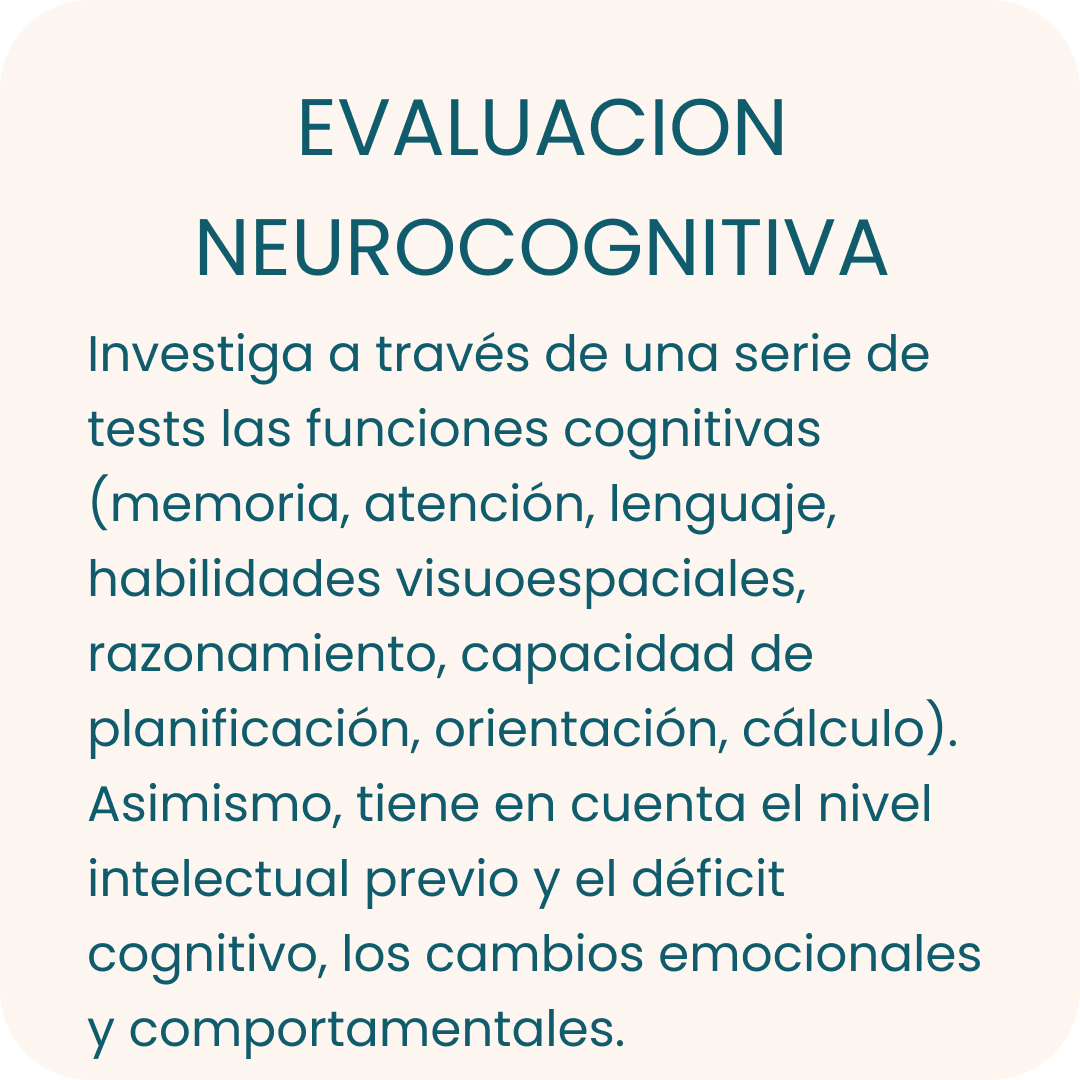 EVALUACION
NEUROCOGNITIVA
Investiga a través de una serie de
tests las funciones cognitivas
(memoria, atención, lenguaje,
habilidades visuoespaciales,
razonamiento, capacidad de
planificación, orientación, cálculo).
Asimismo, tiene en cuenta el nivel
intelectual previo y el déficit
cognitivo, los cambios emocionales
y comportamentales.